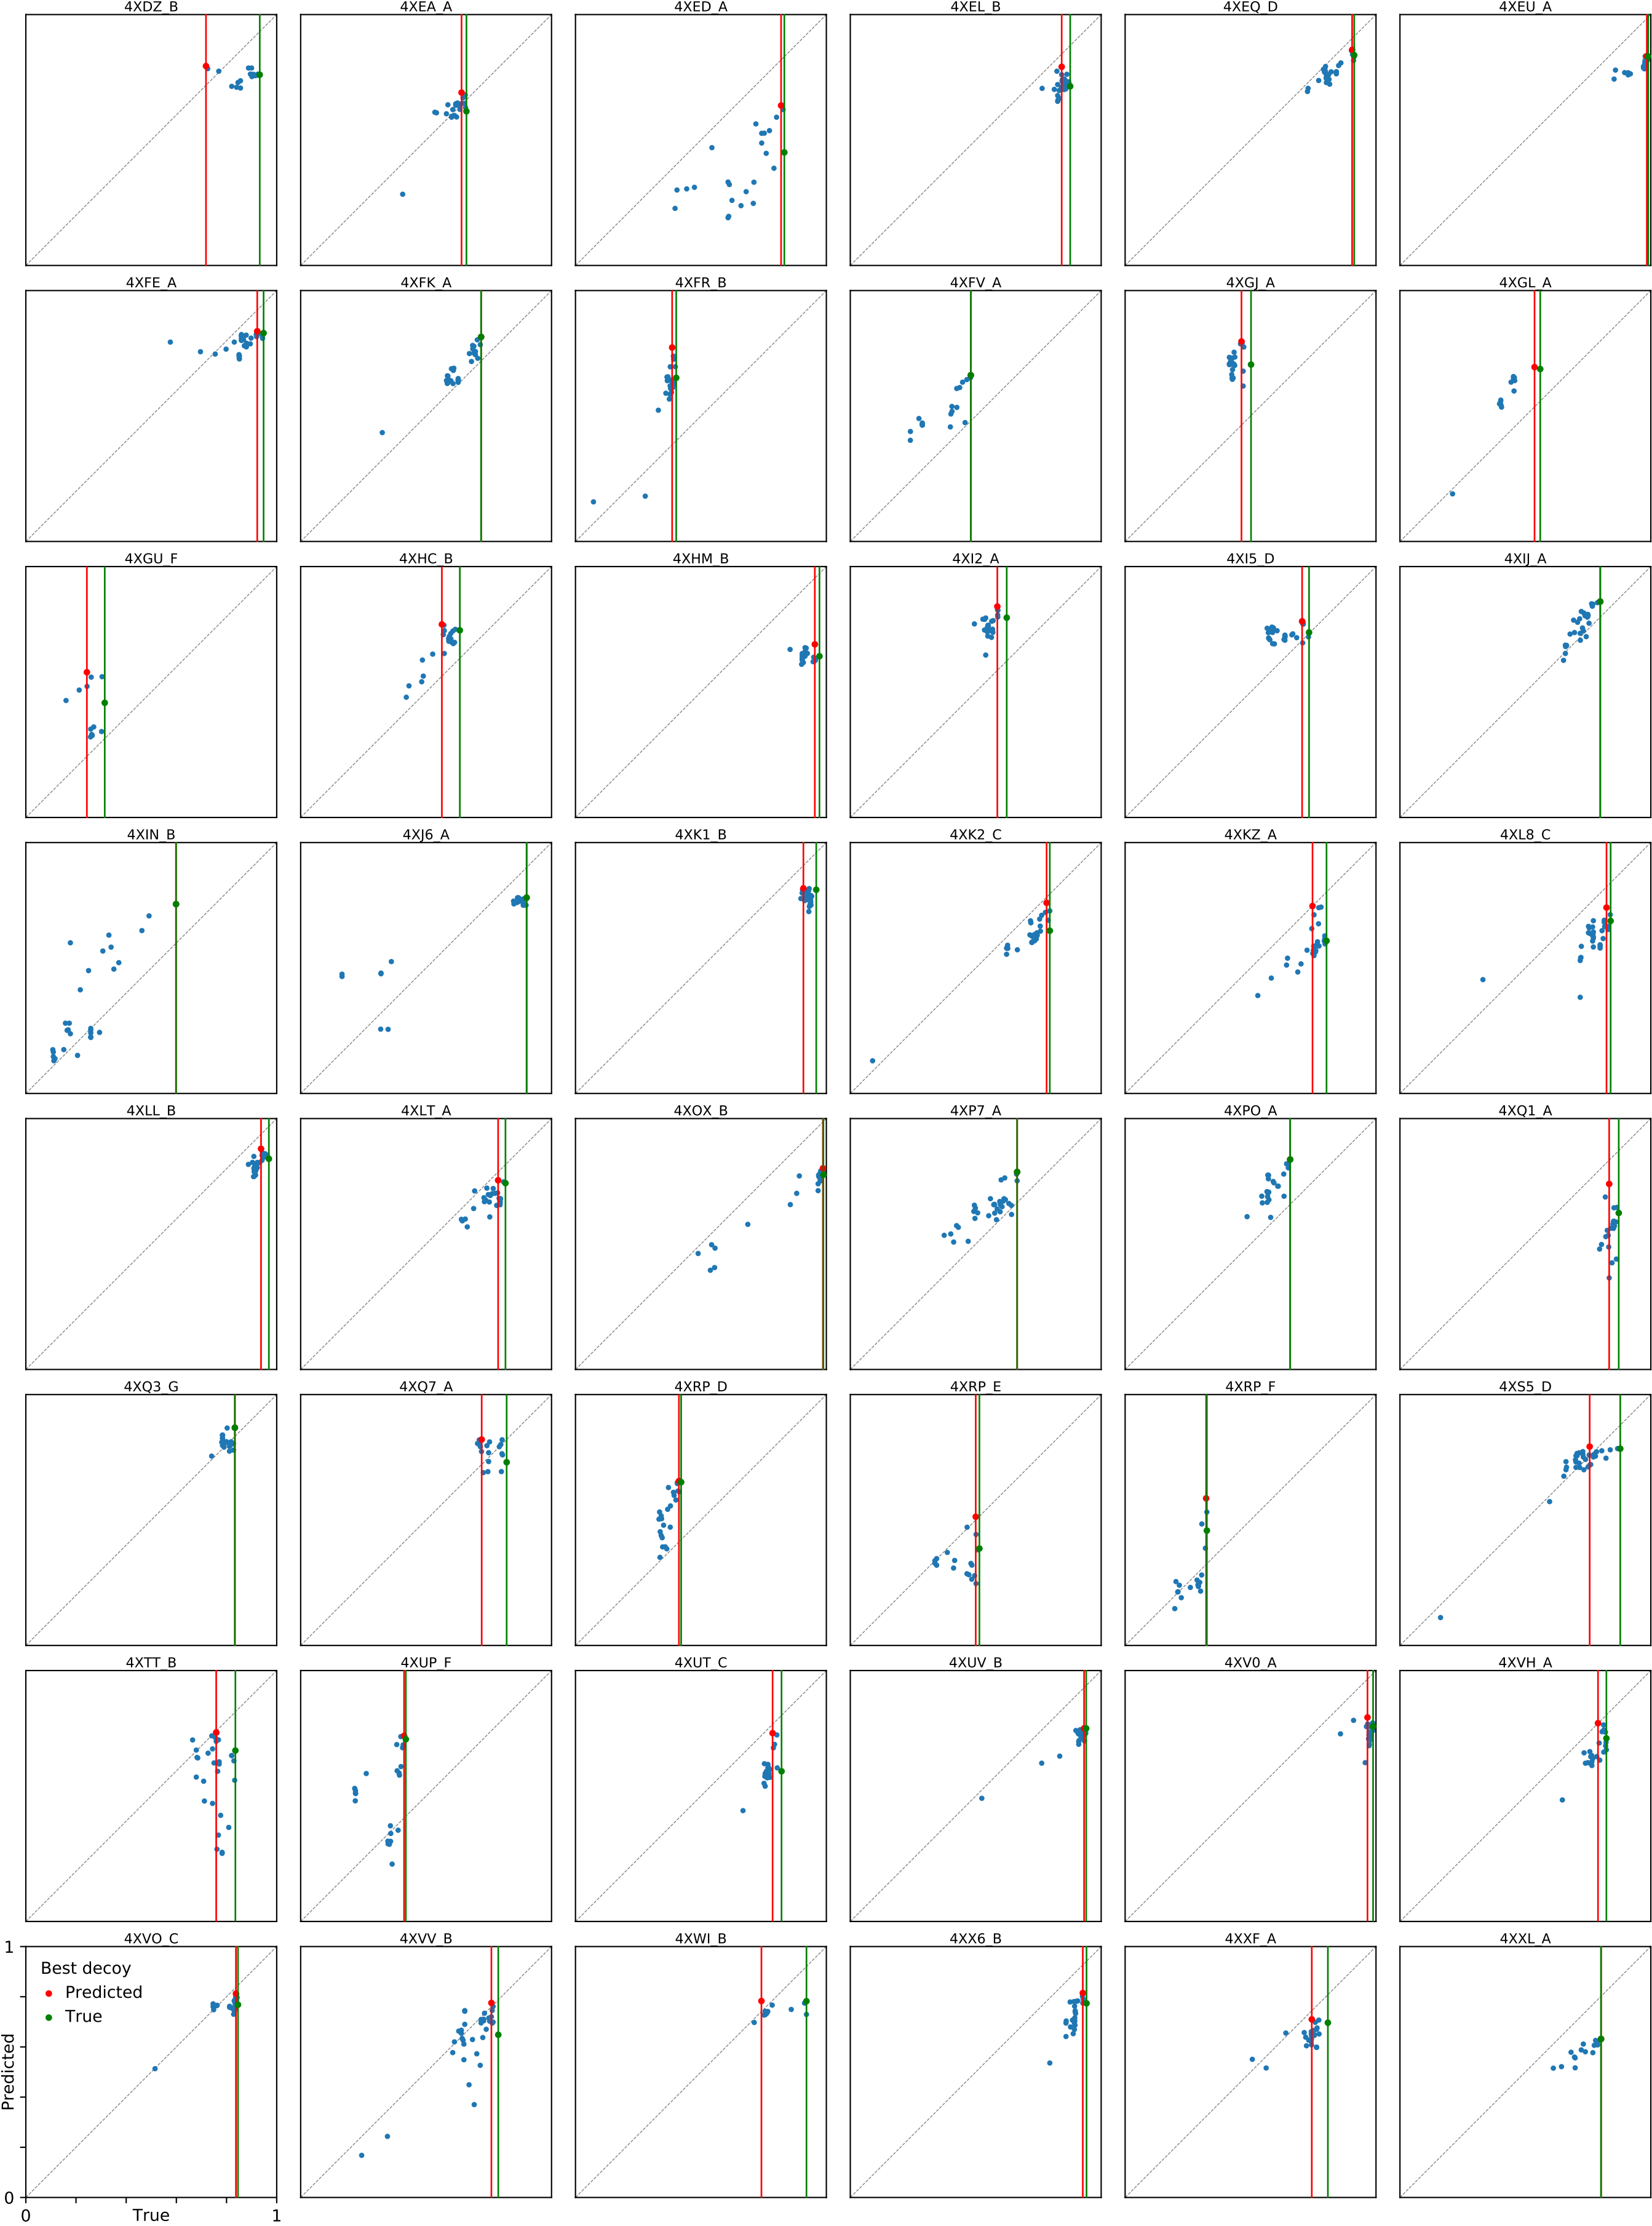 4XDZ_B 4XEA_A 4XED_A 4XEL_B 4XEQ_D 4XEU_A
4XFE_A 4XFK_A 4XFR_B 4XFV_A 4XGJ_A 4XGL_A
4XGU_F 4XHC_B 4XHM_B 4XI2_A 4XI5_D 4XIJ_A
4XIN_B 4XJ6_A 4XK1_B 4XK2_C 4XKZ_A 4XL8_C
4XLL_B 4XLT_A 4XOX_B 4XP7_A 4XPO_A 4XQ1_A
4XQ3_G 4XQ7_A 4XRP_D 4XRP_E 4XRP_F 4XS5_D
4XTT_B 4XUP_F 4XUT_C 4XUV_B 4XV0_A 4XVH_A
4XVO_C 4XVV_B 4XWI_B 4XX6_B 4XXF_A 4XXL_A
1
Best decoy
Predicted
True
Predicted
0
0 True 1